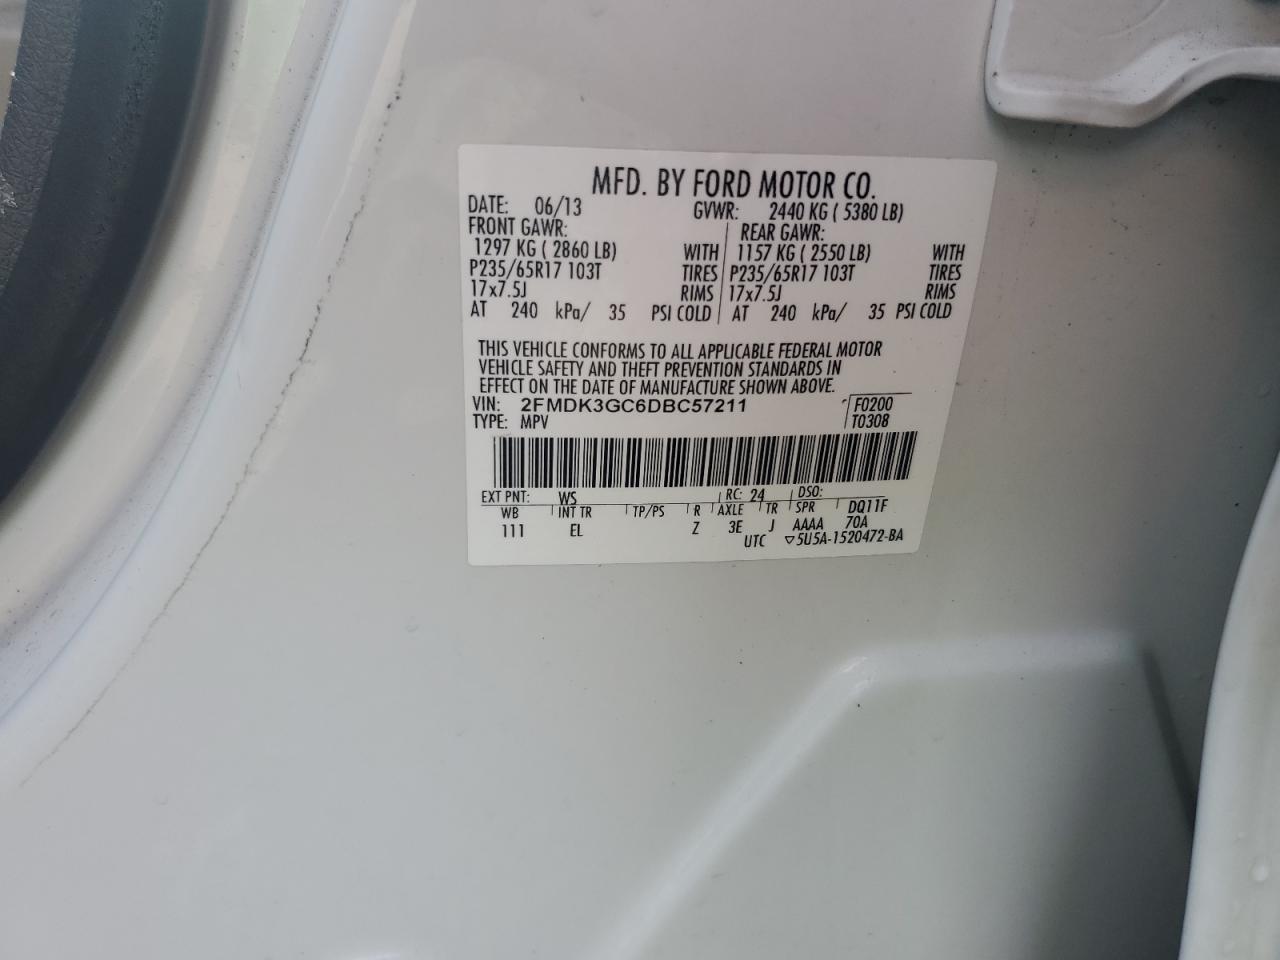 MFD. BY FORD MOTOR CO.
DATE: 06/13 GVWR: 2440 KG ( 5380 LB)
FRONT GAWR: REAR GAWR:
1297 KG ( 2860 LB) WITH 1157 KG ( 2550 LB) WITH
P235/65R17 103T TIRES P235/65R17 103T TIRES
17x7.5J RIMS 17x7.5J RIMS
AT 240 kPa/ 35 PSI COLD AT 240 kPa/ 35 PSI COLD
THIS VEHICLE CONFORMS TO ALL APPLICABLE FEDERAL MOTOR
VEHICLE SAFETY AND THEFT PREVENTION STANDARDS IN
EFFECT ON THE DATE OF MANUFACTURE SHOWN ABOVE.
VIN: 2FMDK3GC6DBC57211 F0200
TYPE: MPV T0308
EXT PNT: WS RC: 24 DSO:
WB INT TR TP/PS R AXLE TR SPR DQ11F
111 EL Z 3E J AAAA 70A
UTC ▽5U5A-1520472-BA